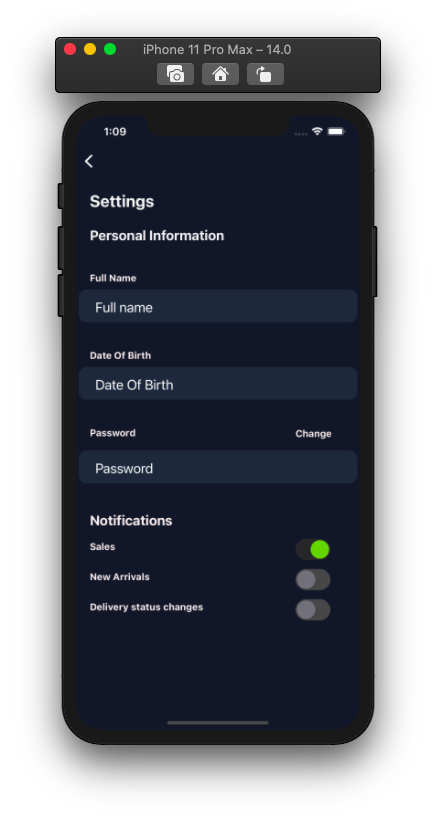 iPhone 11 Pro Max – 14.0
1:09
Settings
Personal Information
Full Name
Full name
Date Of Birth
Date Of Birth
Password Change
Password
Notifications
Sales
New Arrivals
Delivery status changes